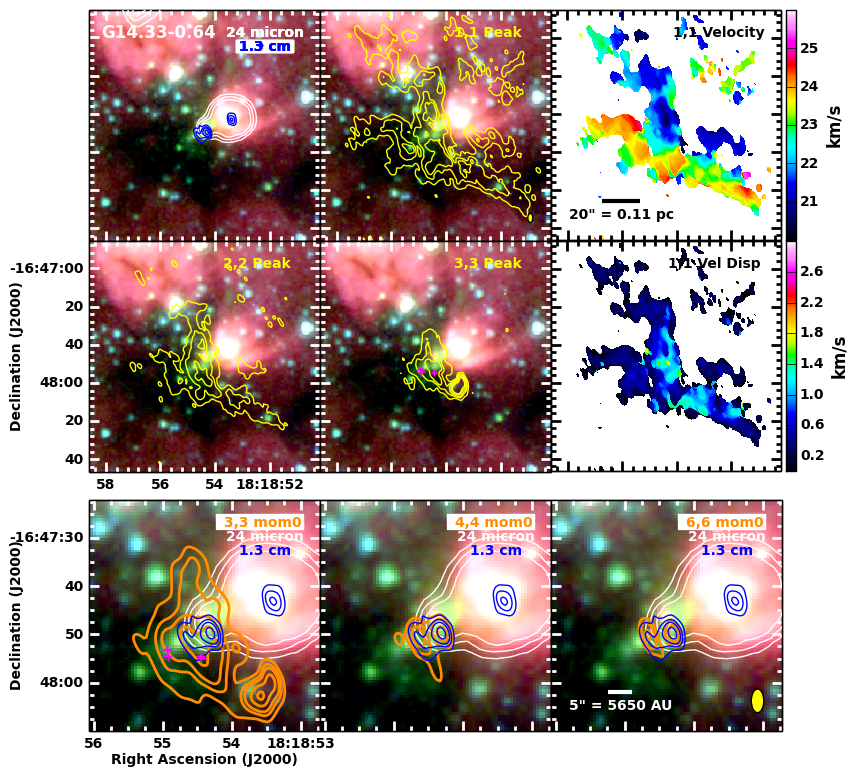 G14.33-0.64 24 micron
1.3 cm
1,1 Peak
1,1 Velocity
20" = 0.11 pc
25
24
23
22
21
km/s
2,2 Peak
3,3 Peak
1,1 Vel Disp
2.6
2.2
1.8
1.4
1.0
0.6
0.2
km/s
-16:47:00
20
40
48:00
20
40
Declination (J2000)
58 56 54 18:18:52
3,3 mom0
24 micron
1.3 cm
4,4 mom0
24 micron
1.3 cm
6,6 mom0
24 micron
1.3 cm
5" = 5650 AU
-16:47:30
40
50
48:00
Declination (J2000)
56 55 54 18:18:53
Right Ascension (J2000)